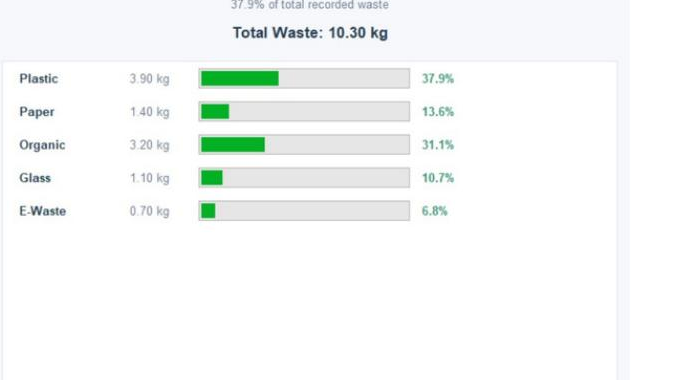 37.9% of total recorded waste
Total Waste: 10.30 kg
Plastic 3.90 kg 37.9%
Paper 1.40 kg 13.6%
Organic 3.20 kg 31.1%
Glass 1.10 kg 10.7%
E-Waste 0.70 kg 6.8%